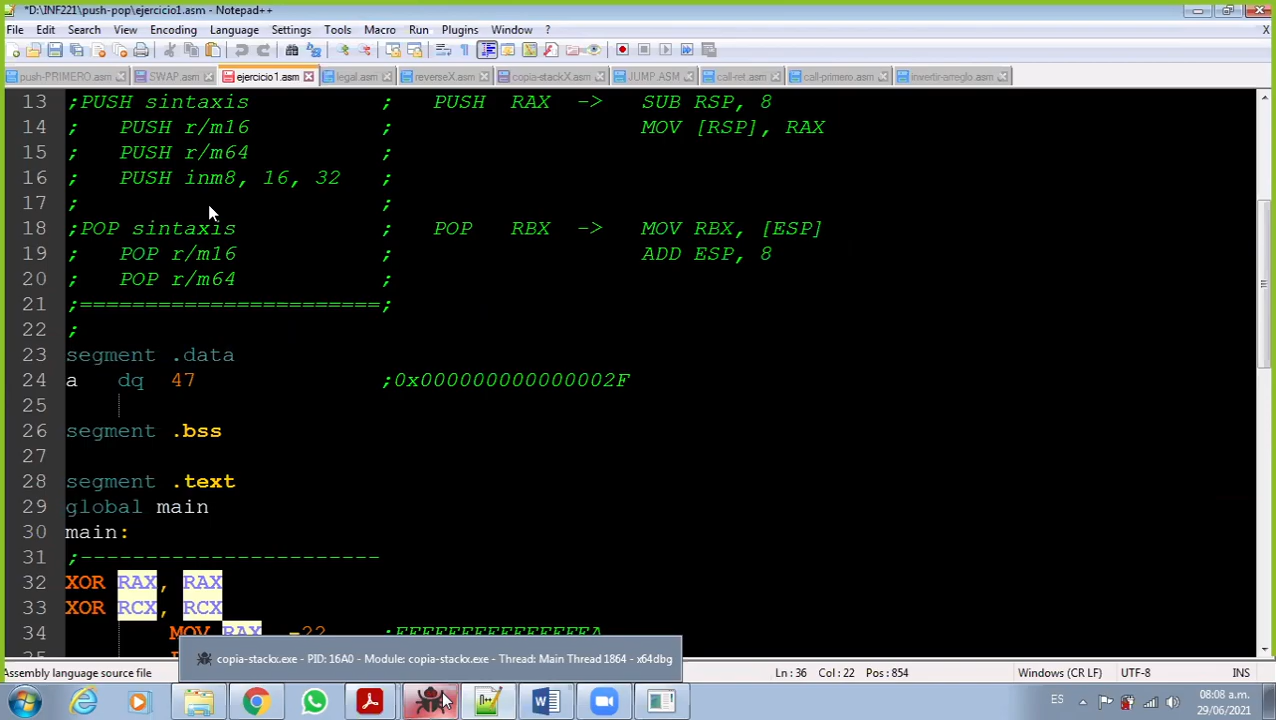 *D:\INF221\push-pop\ejercicio1.asm - Notepad++
File Edit Search View Encoding Language Settings Tools Macro Run Plugins Window ? X
push-PRIMERO.asm SWAP.asm ejercicio1.asm legal.asm reverseX.asm copia-stackX.asm JUMP.ASM call-ret.asm call-primero.asm invertir-arreglo.asm
13 ;PUSH sintaxis ; PUSH RAX -> SUB RSP, 8
14 ; PUSH r/m16 ; MOV [RSP], RAX
15 ; PUSH r/m64 ;
16 ; PUSH inm8, 16, 32 ;
17 ; ;
18 ;POP sintaxis ; POP RBX -> MOV RBX, [ESP]
19 ; POP r/m16 ; ADD ESP, 8
20 ; POP r/m64 ;
21 ;=======================;
22 ;
23 segment .data
24 a dq 47 ;0x000000000000002F
25
26 segment .bss
27
28 segment .text
29 global main
30 main:
31 ;-----------------------
32 XOR RAX, RAX
33 XOR RCX, RCX
34 MOV RAX, -22 ;FFFFFFFFFFFFFFEA
copia-stackx.exe - PID: 16A0 - Module: copia-stackx.exe - Thread: Main Thread 1864 - x64dbg
Assembly language source file Ln : 36 Col : 22 Pos : 854 Windows (CR LF) UTF-8 INS
ES 08:08 a.m.
29/06/2021